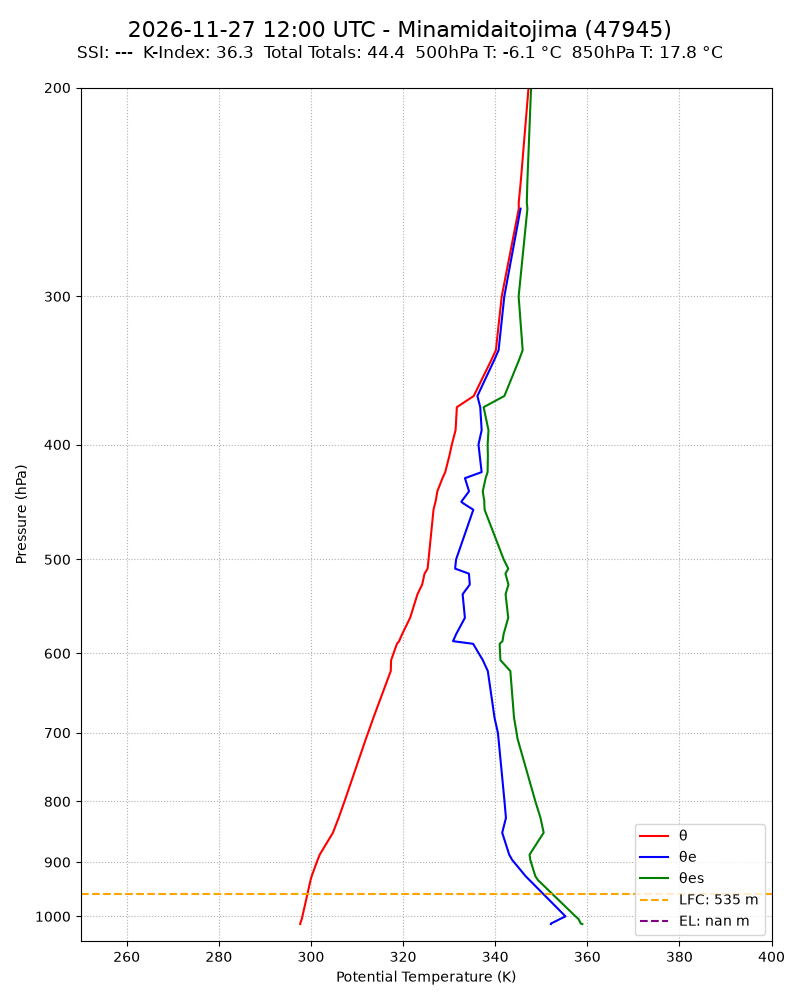 2026-11-27 12:00 UTC - Minamidaitojima (47945)
SSI: ---  K-Index: 36.3  Total Totals: 44.4  500hPa T: -6.1 °C  850hPa T: 17.8 °C
200
300
400
500
600
700
800
900
1000
Pressure (hPa)
260
280
300
320
340
360
380
400
Potential Temperature (K)
θ
θe
θes
LFC: 535 m
EL: nan m